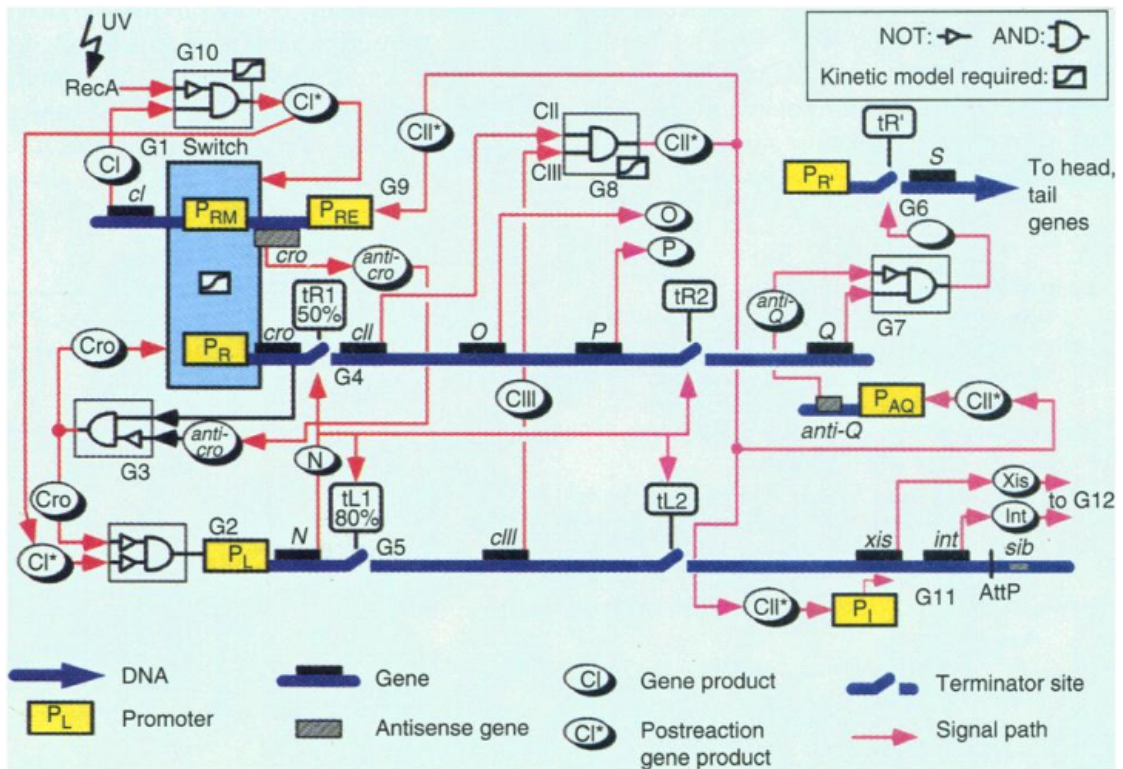 UV
G10
NOT:
AND:
RecA
CI*
Kinetic model required:
CI
G1 Switch
cI
PRM
PRE
G9
CII*
CII
CIII
G8
CII*
tR'
PR'
S
G6
To head,
tail
genes
cro
anti-
cro
O
P
tR1
50%
tR2
anti-
Q
G7
Cro
PR
cro
G4
cII
O
P
Q
CIII
PAQ
CII*
anti-Q
anti-
cro
G3
N
Cro
tL1
80%
tL2
Xis
to G12
Int
CI*
G2
PL
N
G5
cIII
xis
int
sib
AttP
G11
CII*
PI
DNA
Gene
CI
Gene product
Terminator site
PL
Promoter
Antisense gene
CI*
Postreaction
gene product
Signal path